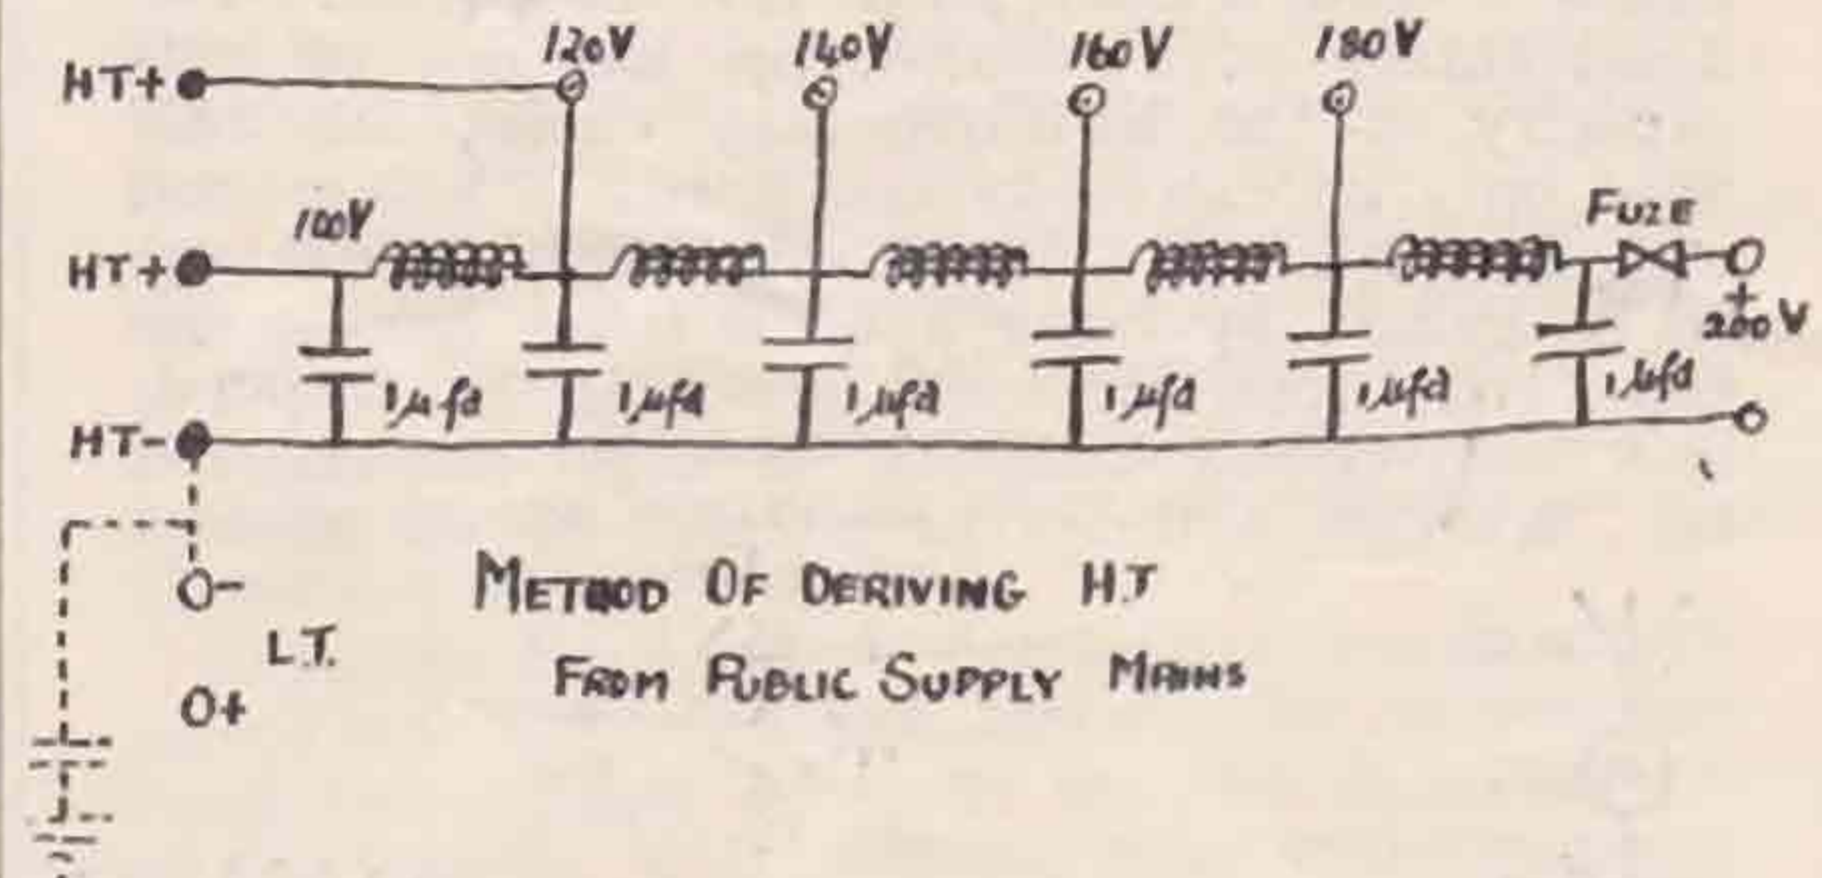 120V 140V 160V 180V
HT+
100V FUZE
HT+
+
200V
1µfd 1µfd 1µfd 1µfd 1µfd 1µfd
HT-
-
METHOD OF DERIVING H.T
L.T.
FROM PUBLIC SUPPLY MAINS
+